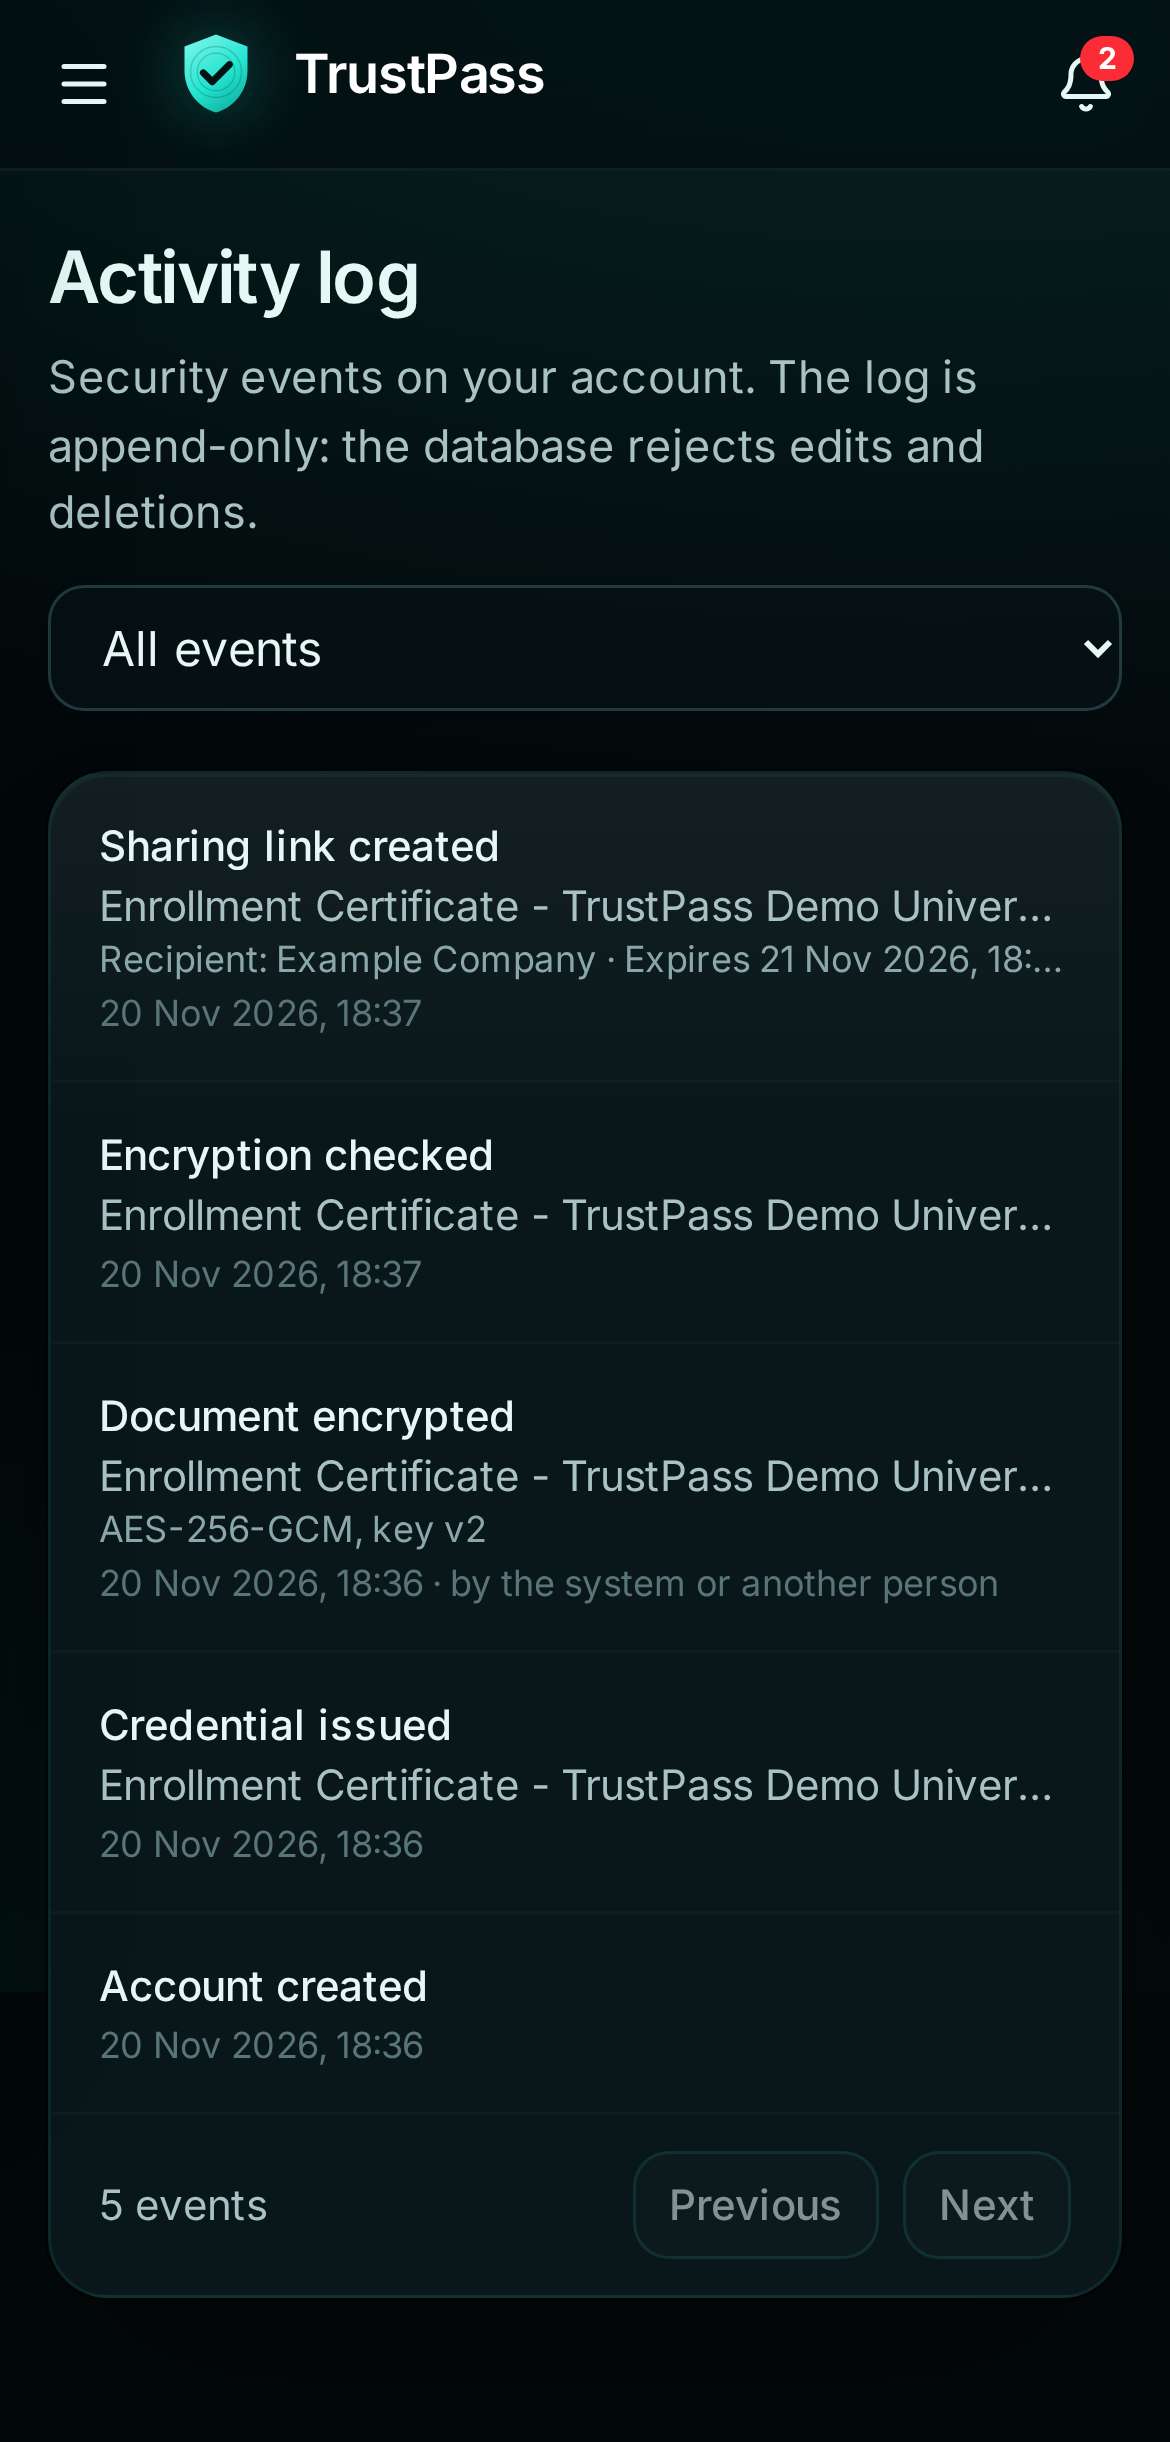 TrustPass
2
Activity log
Security events on your account. The log is
append-only: the database rejects edits and
deletions.
All events
Sharing link created
Enrollment Certificate - TrustPass Demo Univer...
Recipient: Example Company · Expires 21 Nov 2026, 18:...
20 Nov 2026, 18:37
Encryption checked
Enrollment Certificate - TrustPass Demo Univer...
20 Nov 2026, 18:37
Document encrypted
Enrollment Certificate - TrustPass Demo Univer...
AES-256-GCM, key v2
20 Nov 2026, 18:36 · by the system or another person
Credential issued
Enrollment Certificate - TrustPass Demo Univer...
20 Nov 2026, 18:36
Account created
20 Nov 2026, 18:36
5 events
Previous
Next